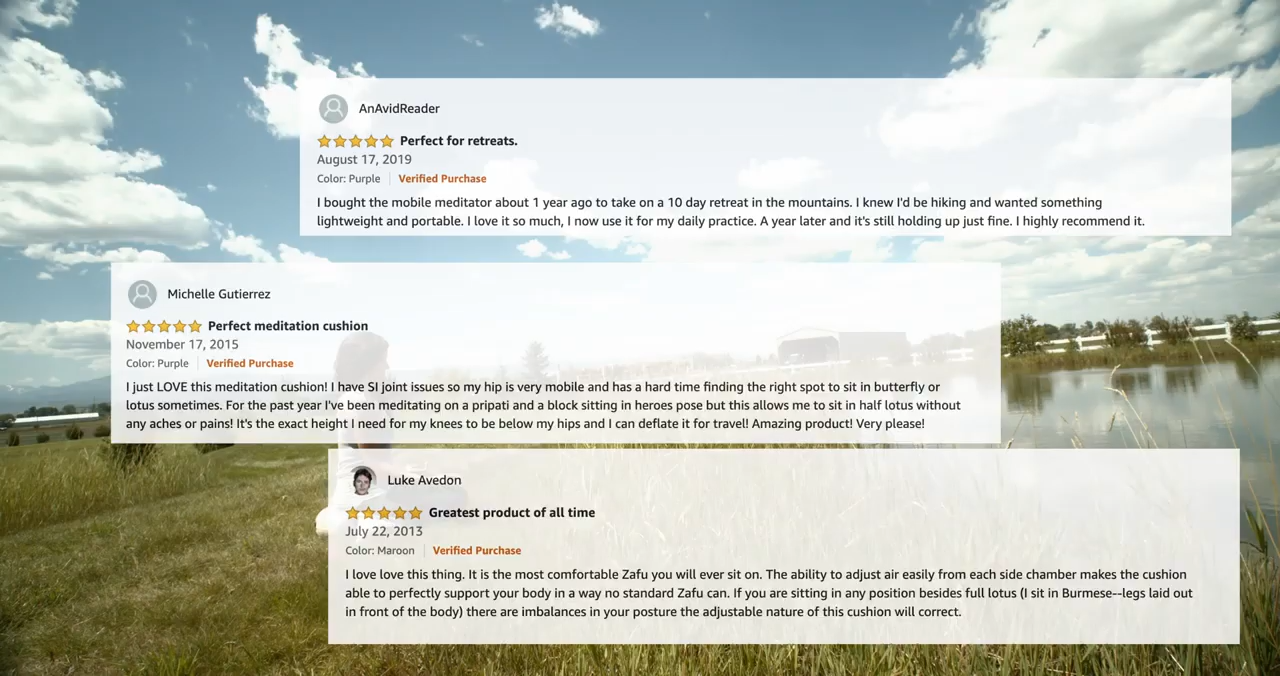 AnAvidReader
Perfect for retreats.
August 17, 2019
Color: Purple | Verified Purchase
I bought the mobile meditator about 1 year ago to take on a 10 day retreat in the mountains. I knew I'd be hiking and wanted something
lightweight and portable. I love it so much, I now use it for my daily practice. A year later and it's still holding up just fine. I highly recommend it.
Michelle Gutierrez
Perfect meditation cushion
November 17, 2015
Color: Purple | Verified Purchase
I just LOVE this meditation cushion! I have SI joint issues so my hip is very mobile and has a hard time finding the right spot to sit in butterfly or
lotus sometimes. For the past year I've been meditating on a pripati and a block sitting in heroes pose but this allows me to sit in half lotus without
any aches or pains! It's the exact height I need for my knees to be below my hips and I can deflate it for travel! Amazing product! Very please!
Luke Avedon
Greatest product of all time
July 22, 2013
Color: Maroon | Verified Purchase
I love love this thing. It is the most comfortable Zafu you will ever sit on. The ability to adjust air easily from each side chamber makes the cushion
able to perfectly support your body in a way no standard Zafu can. If you are sitting in any position besides full lotus (I sit in Burmese--legs laid out
in front of the body) there are imbalances in your posture the adjustable nature of this cushion will correct.